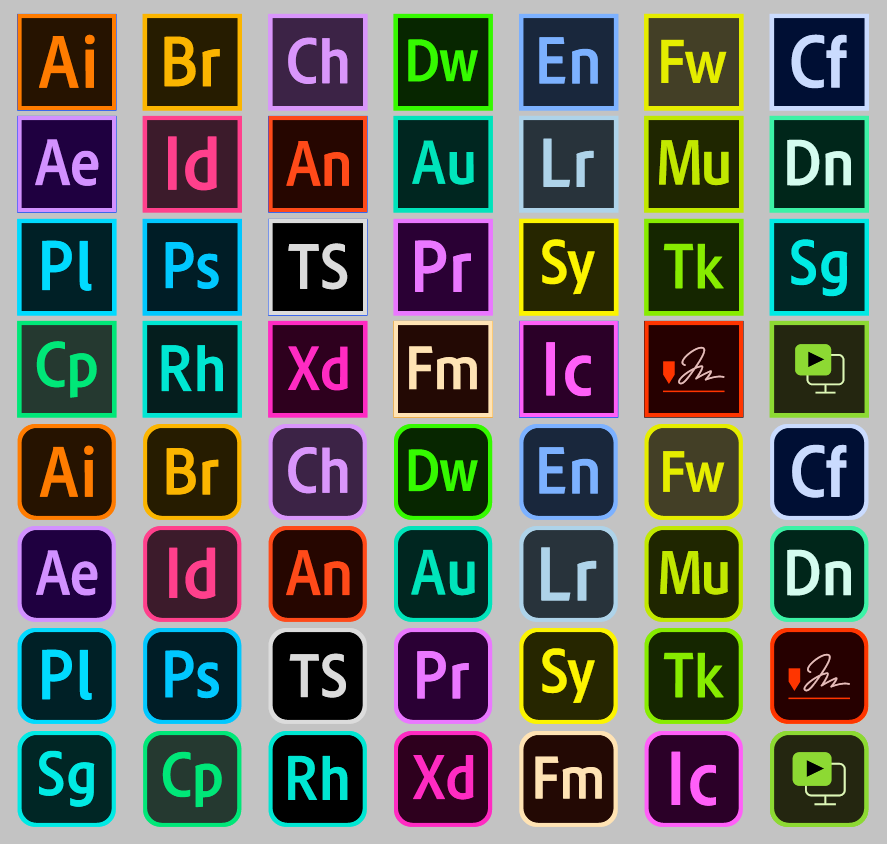 Ai Br Ch Dw En Fw Cf
Ae Id An Au Lr Mu Dn
Pl Ps TS Pr Sy Tk Sg
Cp Rh Xd Fm Ic
Ai Br Ch Dw En Fw Cf
Ae Id An Au Lr Mu Dn
Pl Ps TS Pr Sy Tk
Sg Cp Rh Xd Fm Ic